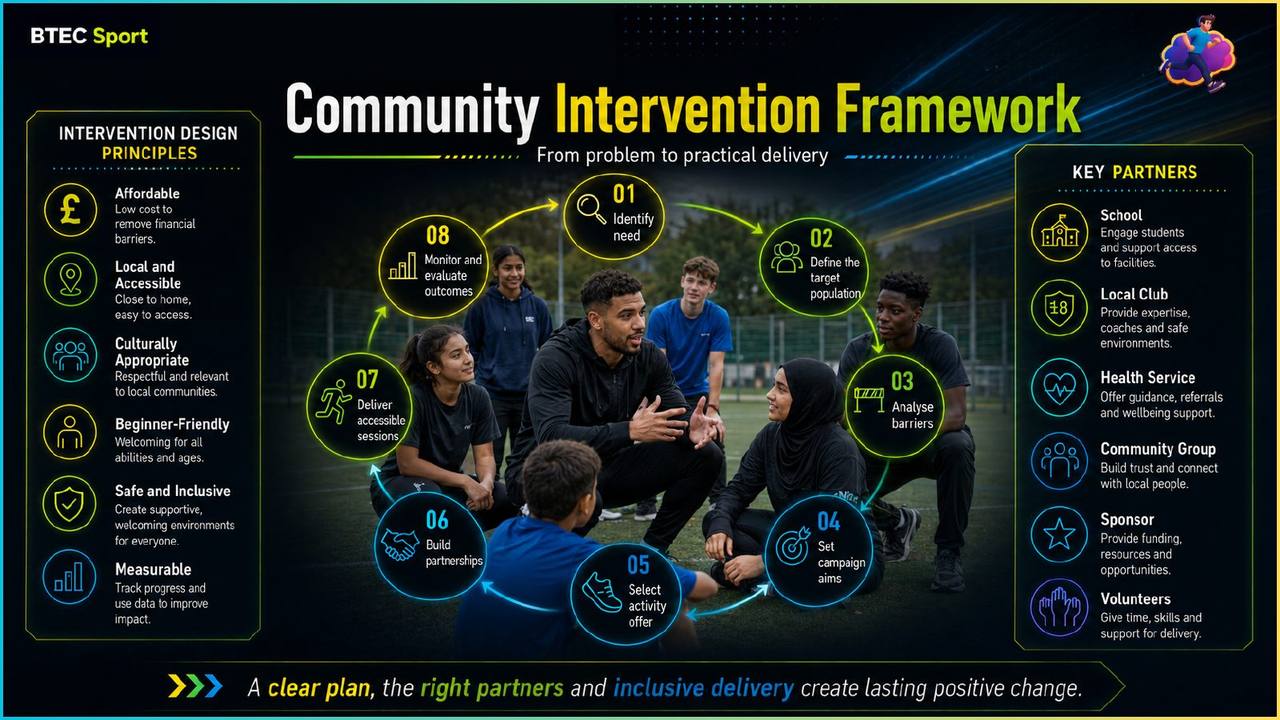 BTEC Sport
Community Intervention Framework
From problem to practical delivery
INTERVENTION DESIGN
PRINCIPLES
£
Affordable
Low cost to
remove financial
barriers.
Local and
Accessible
Close to home,
easy to access.
Culturally
Appropriate
Respectful and relevant
to local communities.
Beginner-Friendly
Welcoming for all
abilities and ages.
Safe and Inclusive
Create supportive,
welcoming environments
for everyone.
Measurable
Track progress and
use data to improve
impact.
01
Identify
need
02
Define the
target
population
03
Analyse
barriers
04
Set
campaign
aims
05
Select
activity
offer
06
Build
partnerships
07
Deliver
accessible
sessions
08
Monitor and
evaluate
outcomes
KEY PARTNERS
School
Engage students
and support access
to facilities.
Local Club
Provide expertise,
coaches and safe
environments.
Health Service
Offer guidance, referrals
and wellbeing support.
Community Group
Build trust and connect
with local people.
Sponsor
Provide funding,
resources and
opportunities.
Volunteers
Give time, skills and
support for delivery.
A clear plan, the right partners and inclusive delivery create lasting positive change.